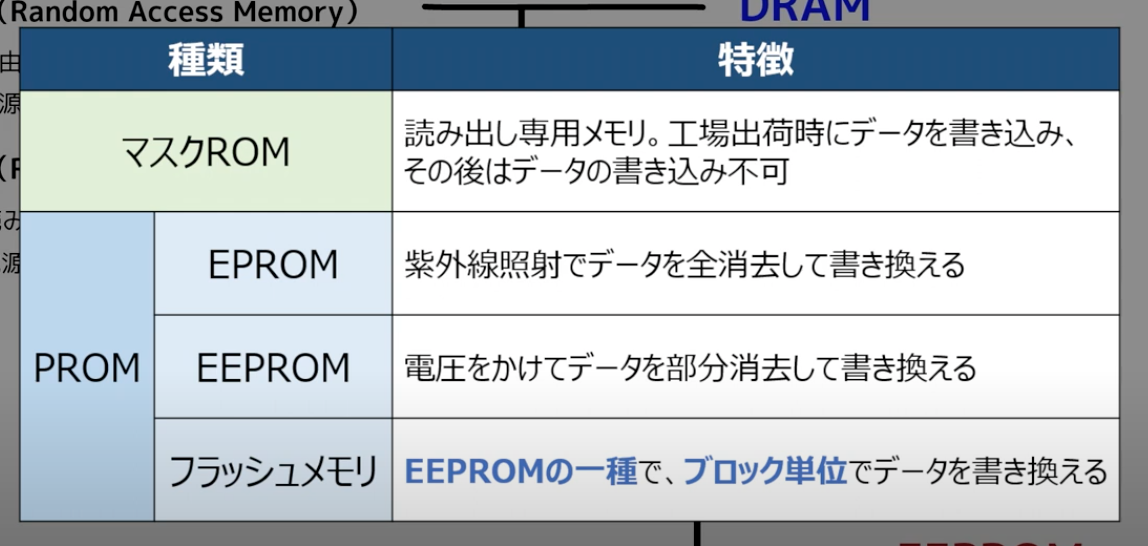 (Random Access Memory)
DRAM
種類
特徴
マスクROM
読み出し専用メモリ。工場出荷時にデータを書き込み、
その後はデータの書き込み不可
PROM
EPROM
紫外線照射でデータを全消去して書き換える
EEPROM
電圧をかけてデータを部分消去して書き換える
フラッシュメモリ
EEPROMの一種で、ブロック単位でデータを書き換える